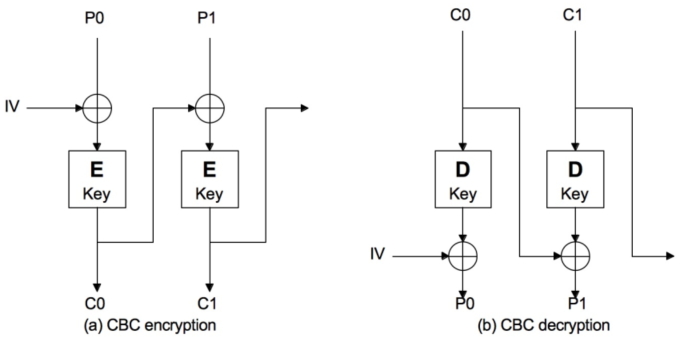 P0
P1
IV
E
Key
E
Key
C0
C1
(a) CBC encryption
C0
C1
D
Key
D
Key
IV
P0
P1
(b) CBC decryption